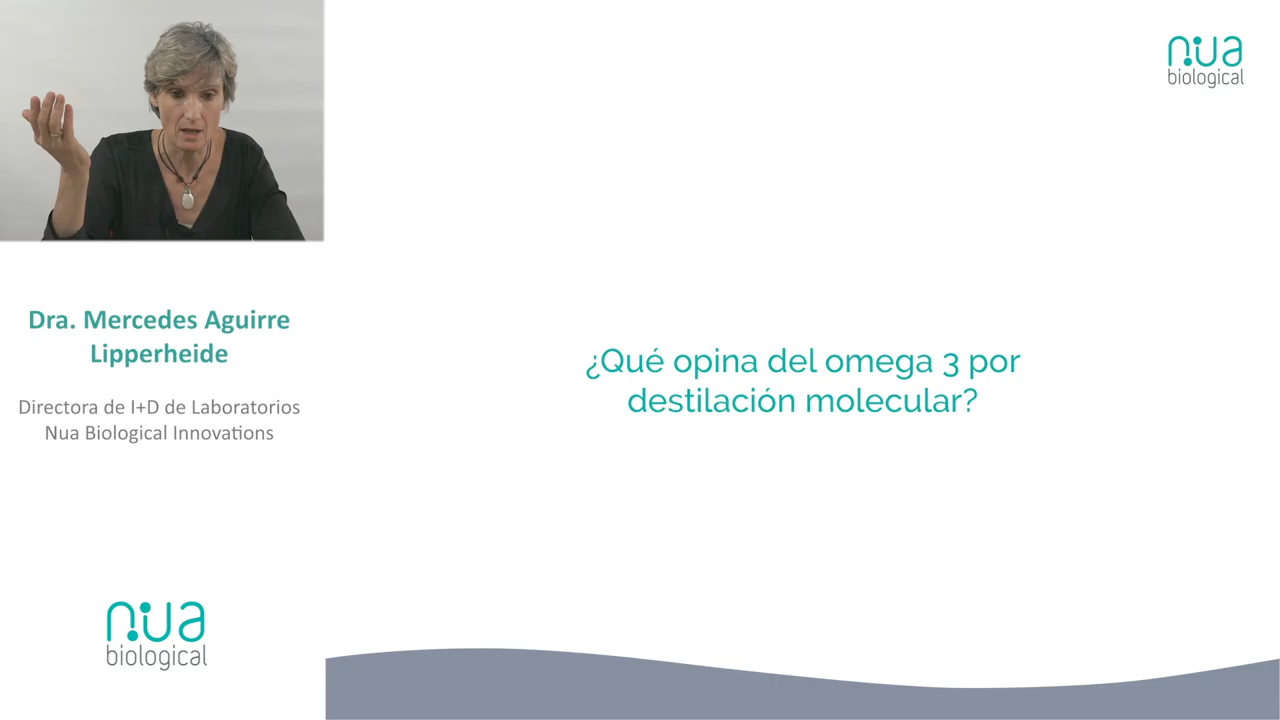 nua
biological
Dra. Mercedes Aguirre
Lipperheide
Directora de I+D de Laboratorios
Nua Biological Innovations
¿Qué opina del omega 3 por
destilación molecular?
nua
biological